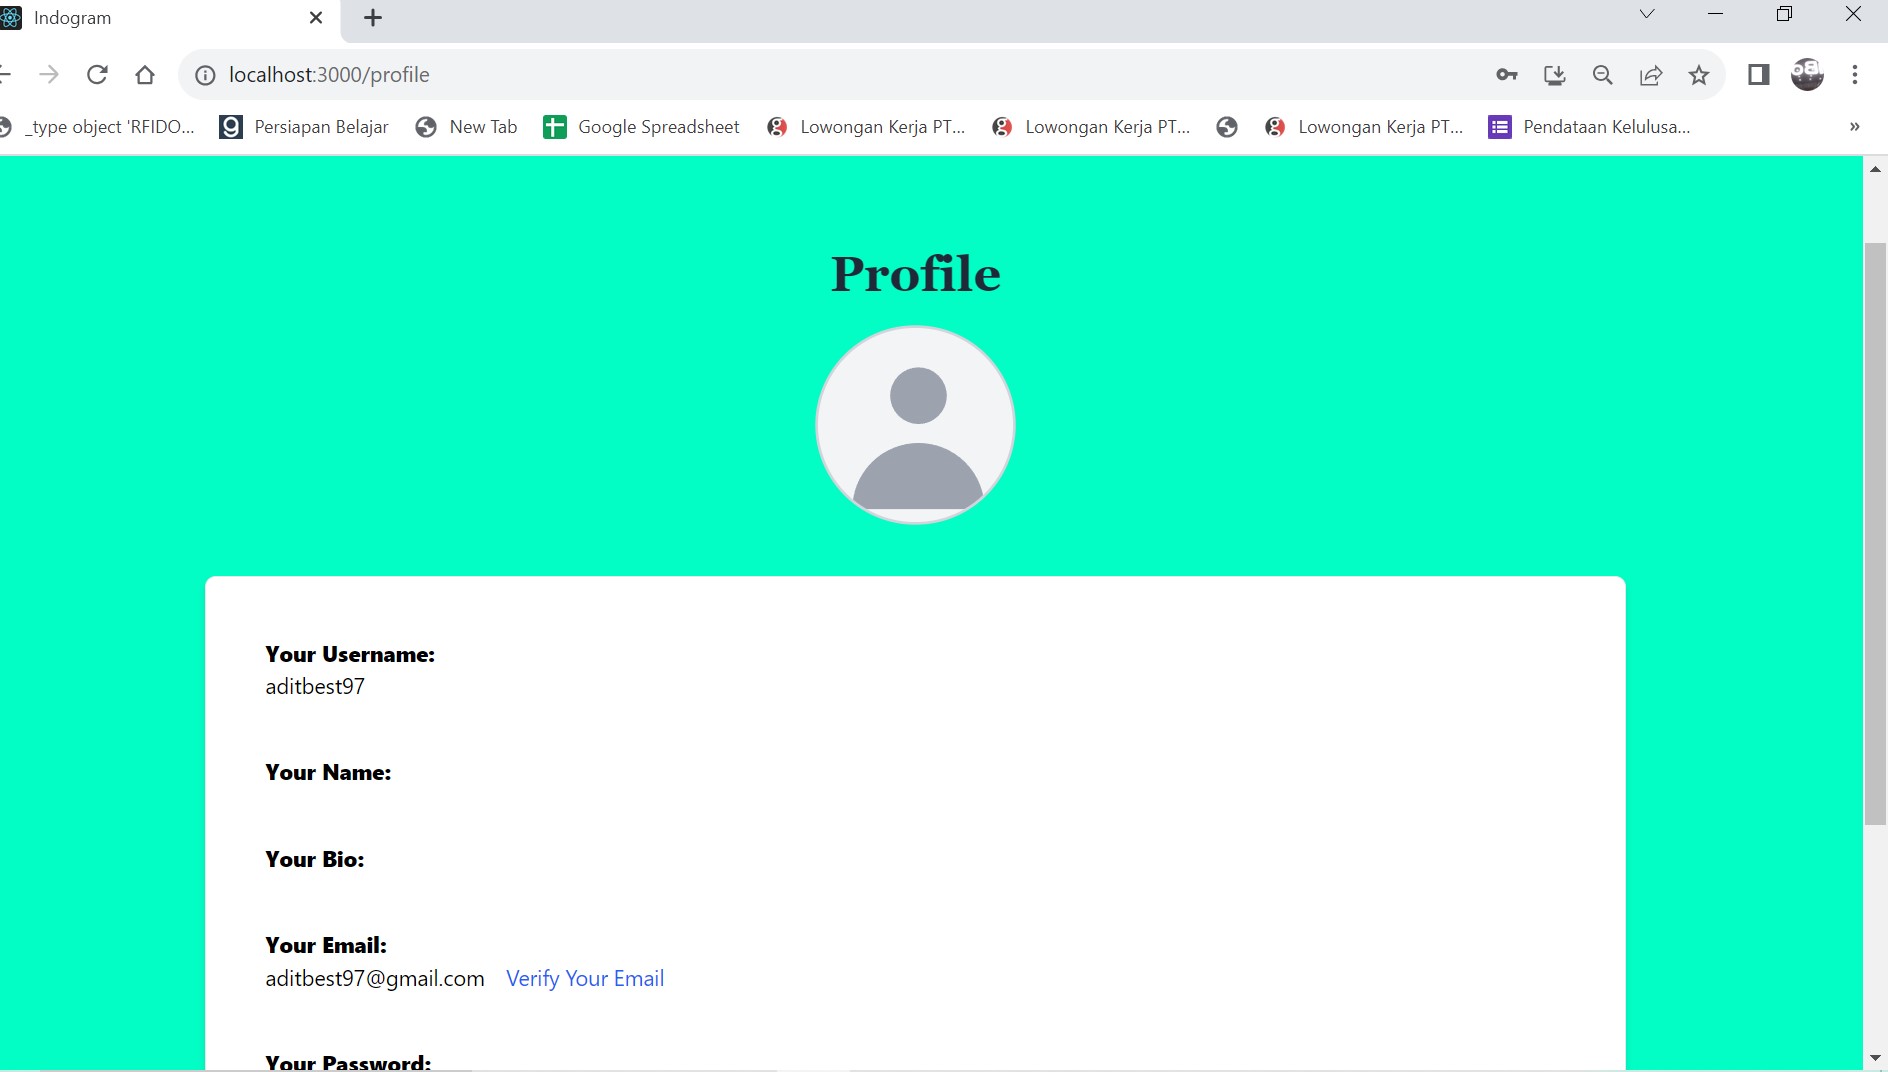 Indogram
localhost:3000/profile
_type object 'RFIDO... Persiapan Belajar New Tab Google Spreadsheet Lowongan Kerja PT... Lowongan Kerja PT... Lowongan Kerja PT... Pendataan Kelulusa... »
Profile
Your Username:
aditbest97
Your Name:
Your Bio:
Your Email:
aditbest97@gmail.com Verify Your Email
Your Password: